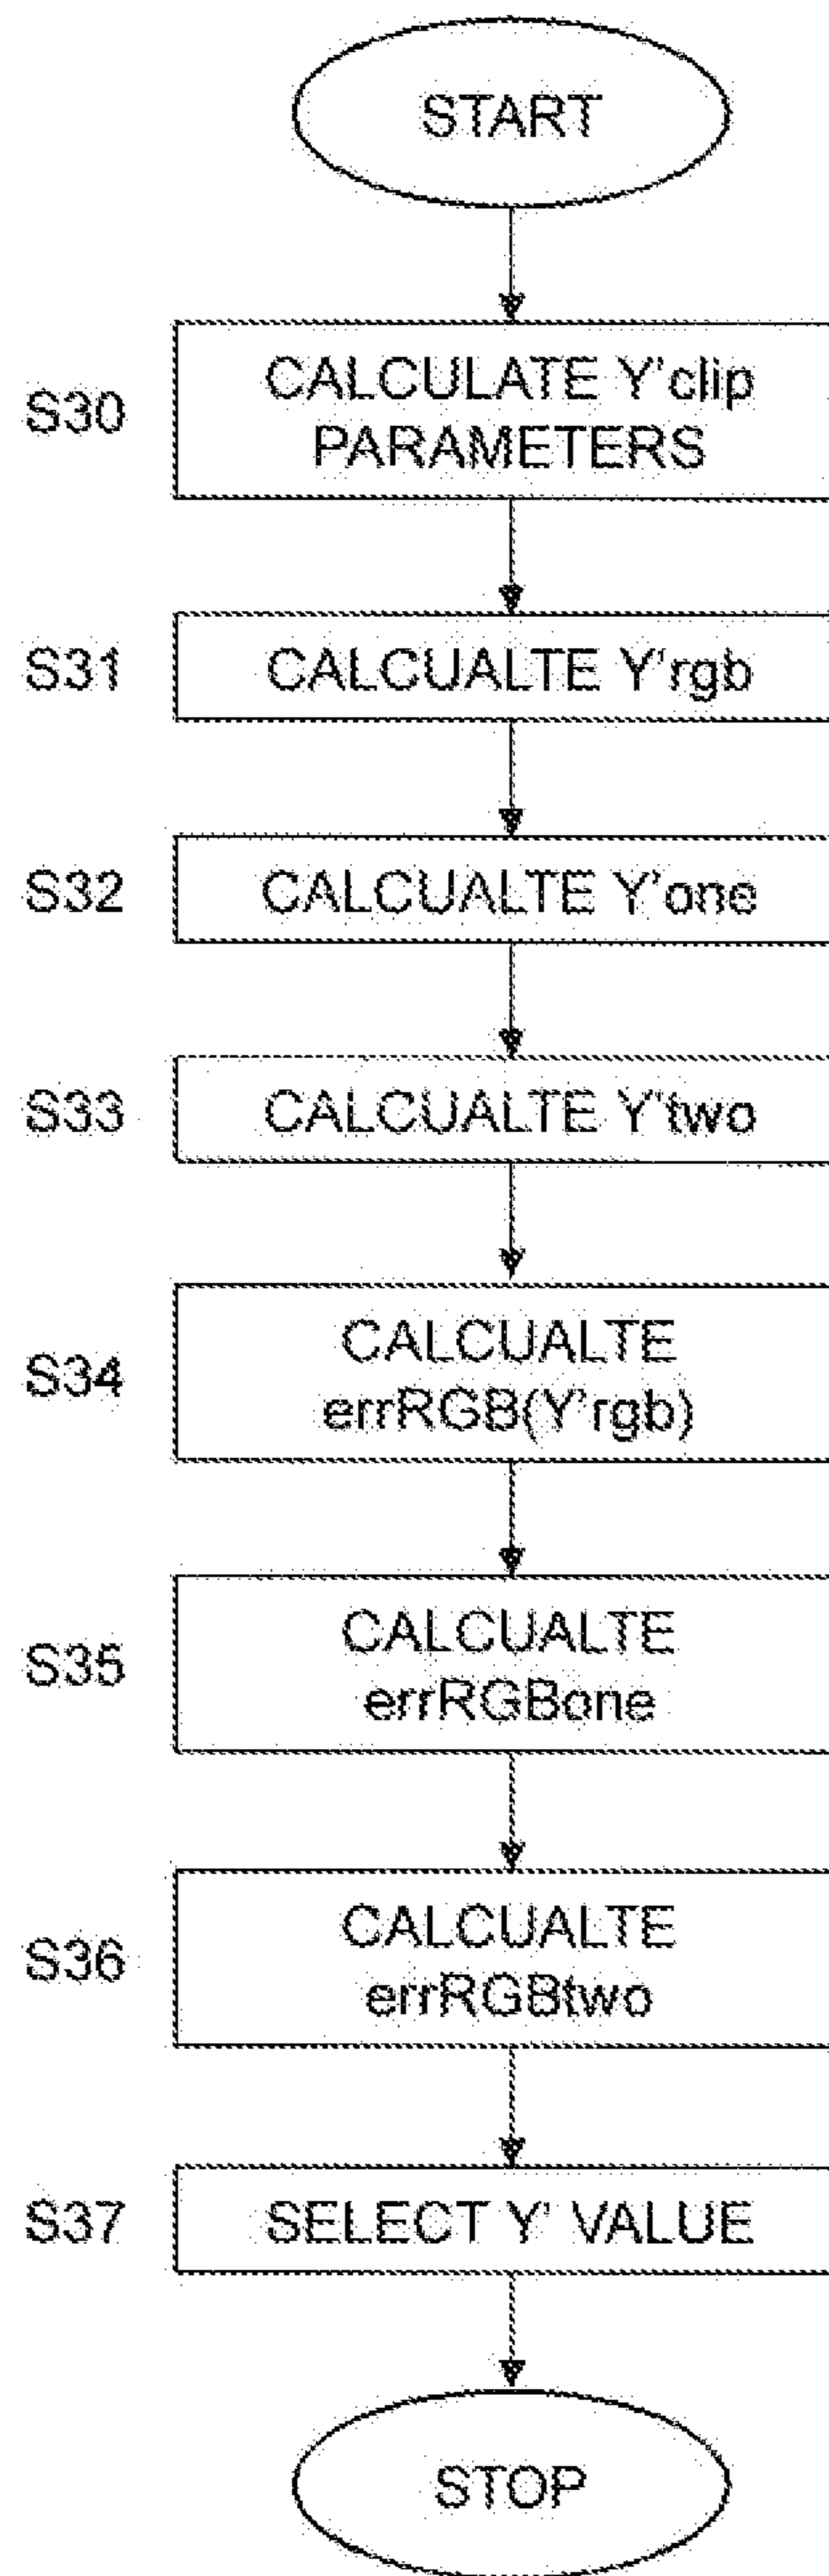 START
S30
CALCULATE Y'clip
PARAMETERS
S31
CALCUALTE Y'rgb
S32
CALCUALTE Y'one
S33
CALCUALTE Y'two
S34
CALCUALTE
errRGB(Y'rgb)
S35
CALCUALTE
errRGBone
S36
CALCUALTE
errRGBtwo
S37
SELECT Y' VALUE
STOP